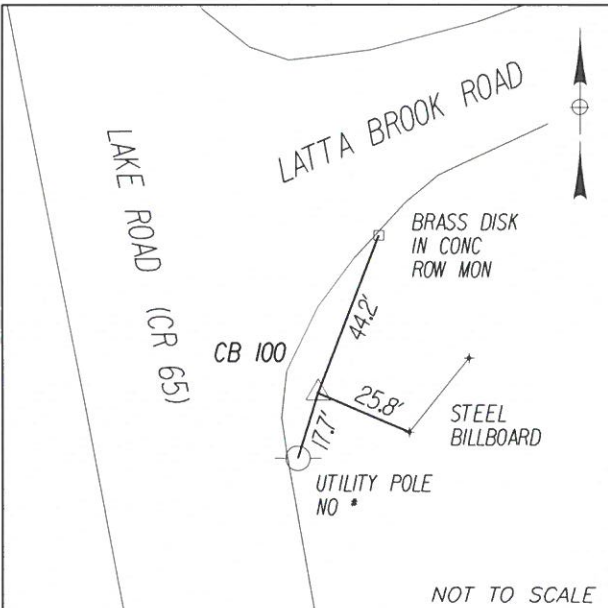 LATTA BROOK ROAD
LAKE ROAD (CR 65)
BRASS DISK
IN CONC
ROW MON
44.2'
CB 100
25.8'
17.7'
STEEL
BILLBOARD
UTILITY POLE
NO *
NOT TO SCALE